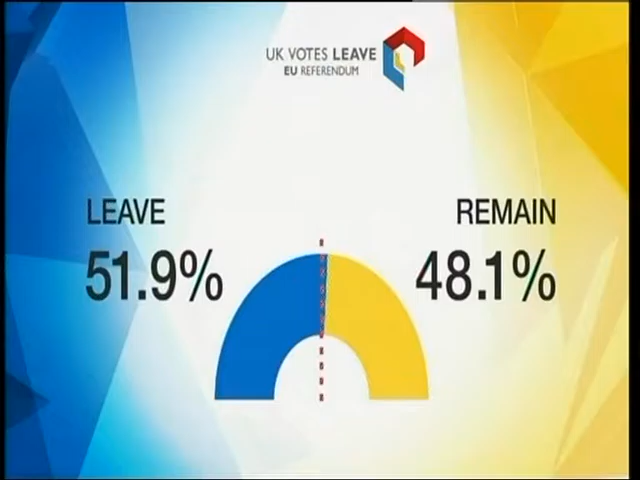 UK VOTES LEAVE
EU REFERENDUM
LEAVE
REMAIN
51.9%
48.1%